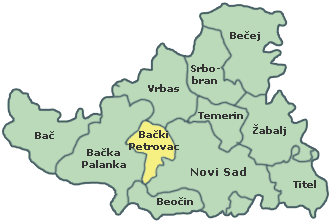 Bečej
Srbo-
bran
Vrbas
Temerin
Žabalj
Bač
Bački
Petrovac
Bačka
Palanka
Novi Sad
Titel
Beočin